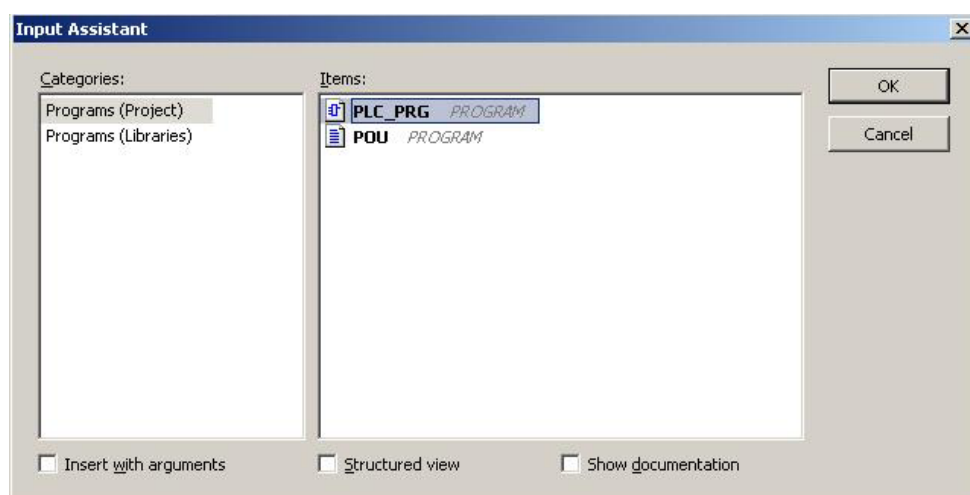 Input Assistant
Categories:
Items:
OK
Cancel
Programs (Project)
Programs (Libraries)
PLC_PRG PROGRAM
POU PROGRAM
Insert with arguments
Structured view
Show documentation